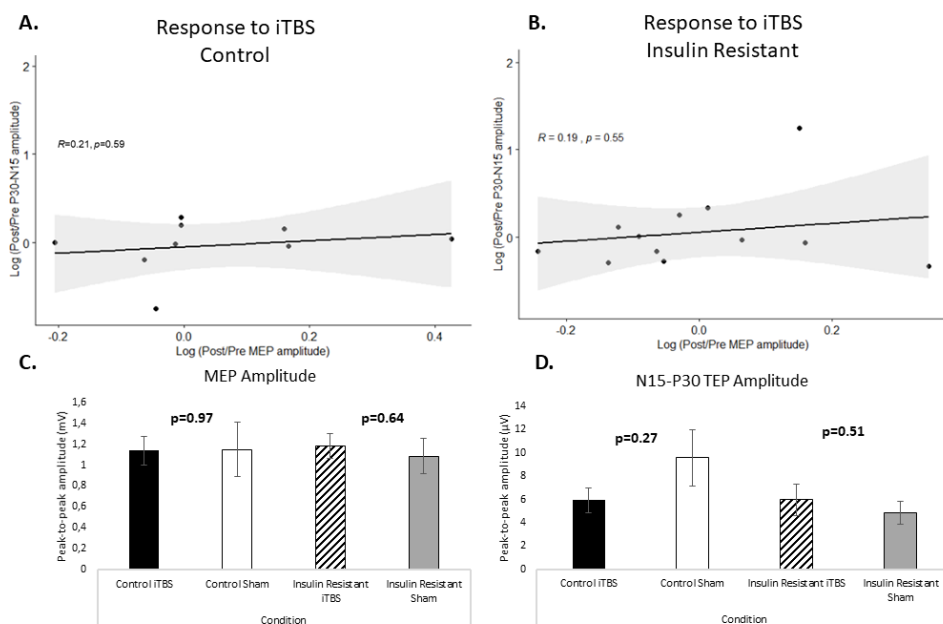 A.
Response to iTBS
Control
2
1
0
R=0.21, p=0.59
Log (Post/Pre P30-N15 amplitude)
-0.2
0.0
0.2
0.4
Log (Post/Pre MEP amplitude)
B.
Response to iTBS
Insulin Resistant
2
1
0
R = 0.19 , p = 0.55
Log (Post/Pre P30-N15 amplitude)
-0.2
0.0
0.2
Log (Post/Pre MEP amplitude)
C.
MEP Amplitude
1,6
1,4
1,2
1
0,8
0,6
0,4
0,2
0
Peak-to-peak amplitude (mV)
p=0.97
p=0.64
Control iTBS
Control Sham
Insulin Resistant
iTBS
Insulin Resistant
Sham
Condition
D.
N15-P30 TEP Amplitude
14
12
10
8
6
4
2
0
Peak-to-peak amplitude (µV)
p=0.27
p=0.51
Control iTBS
Control Sham
Insulin Resistant iTBS
Insulin Resistant
Sham
Condition